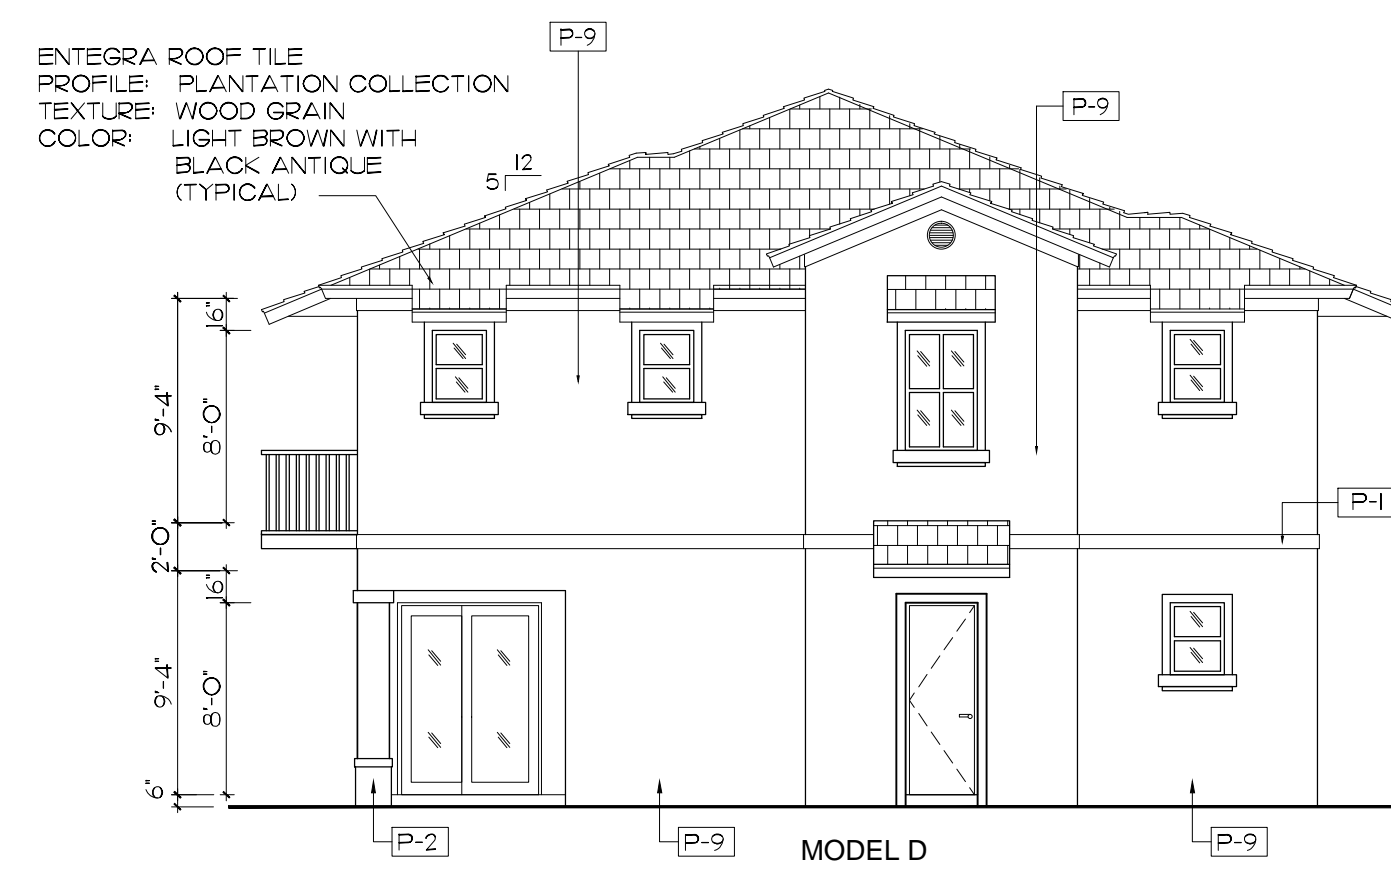 P-9
ENTEGRA ROOF TILE
PROFILE: PLANTATION COLLECTION
TEXTURE: WOOD GRAIN
COLOR: LIGHT BROWN WITH
BLACK ANTIQUE
(TYPICAL)
P-9
12
5
16"
9'-4"
8'-0"
P-1
2'-0"
16"
9'-4"
8'-0"
6"
P-2
P-9
MODEL D
P-9